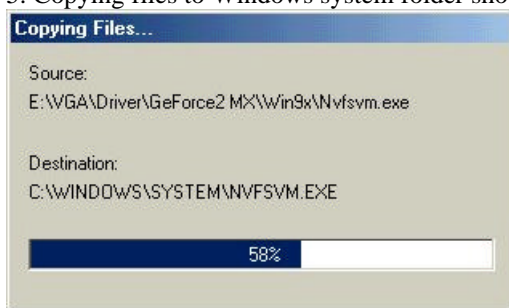 Copying Files...
Source:
E:\VGA\Driver\GeForce2 MX\Win9x\Nvfsvm.exe
Destination:
C:\WINDOWS\SYSTEM\NVFSVM.EXE
58%